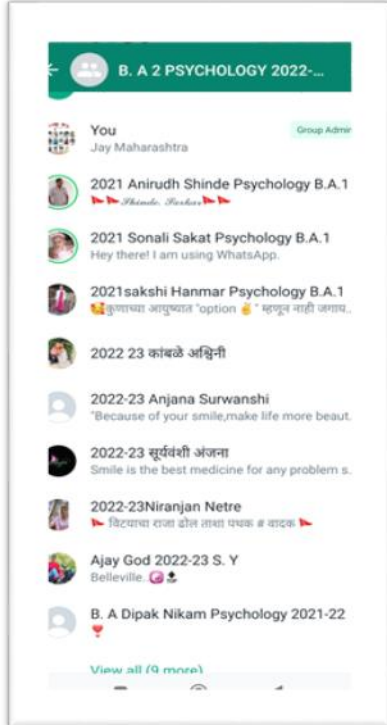 B. A 2 PSYCHOLOGY 2022-...
You
Group Admin
Jay Maharashtra
2021 Anirudh Shinde Psychology B.A.1
🚩🚩𝓢𝓱𝓲𝓷𝓭𝓮. 𝓢𝓪𝓻𝓴𝓪𝓻🚩🚩
2021 Sonali Sakat Psychology B.A.1
Hey there! I am using WhatsApp.
2021sakshi Hanmar Psychology B.A.1
🥰कुणाच्या आयुष्यात "option ✌" म्हणून नाही जगाय..
2022 23 कांबळे अश्विनी
2022-23 Anjana Surwanshi
"Because of your smile,make life more beaut.
2022-23 सूर्यवंशी अंजना
Smile is the best medicine for any problem s.
2022-23Niranjan Netre
🚩 विटयाचा राजा ढोल ताशा पथक # वादक 🚩
Ajay God 2022-23 S. Y
Belleville..
B. A Dipak Nikam Psychology 2021-22
❣
View all (9 more)